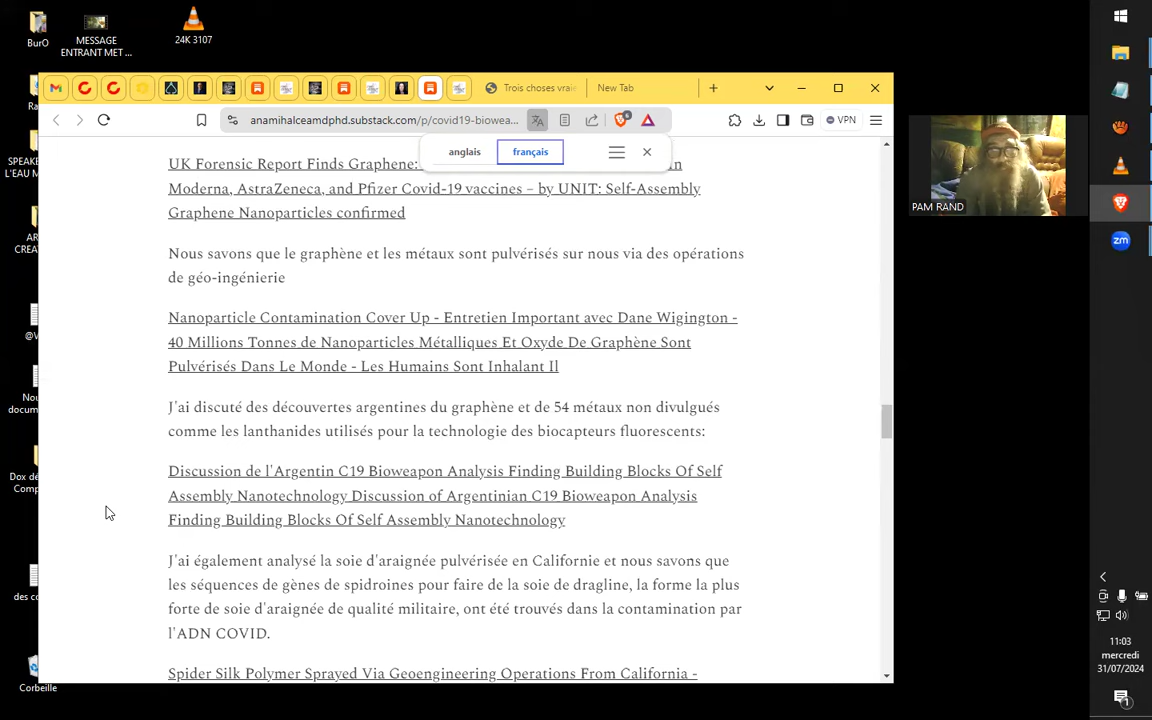 BurO
MESSAGE
ENTRANT MET ...
24K 3107
Trois choses vraie
New Tab
anamihalceamdphd.substack.com/p/covid19-biowea...
VPN
anglais
français
UK Forensic Report Finds Graphene:
Moderna, AstraZeneca, and Pfizer Covid-19 vaccines – by UNIT: Self-Assembly
Graphene Nanoparticles confirmed
Nous savons que le graphène et les métaux sont pulvérisés sur nous via des opérations
de géo-ingénierie
Nanoparticle Contamination Cover Up - Entretien Important avec Dane Wigington -
40 Millions Tonnes de Nanoparticles Métalliques Et Oxyde De Graphène Sont
Pulvérisés Dans Le Monde - Les Humains Sont Inhalant Il
J'ai discuté des découvertes argentines du graphène et de 54 métaux non divulgués
comme les lanthanides utilisés pour la technologie des biocapteurs fluorescents:
Discussion de l'Argentin C19 Bioweapon Analysis Finding Building Blocks Of Self
Assembly Nanotechnology Discussion of Argentinian C19 Bioweapon Analysis
Finding Building Blocks Of Self Assembly Nanotechnology
J'ai également analysé la soie d'araignée pulvérisée en Californie et nous savons que
les séquences de gènes de spidroines pour faire de la soie de dragline, la forme la plus
forte de soie d'araignée de qualité militaire, ont été trouvés dans la contamination par
l'ADN COVID.
Spider Silk Polymer Sprayed Via Geoengineering Operations From California -
Corbeille
PAM RAND
zm
11:03
mercredi
31/07/2024